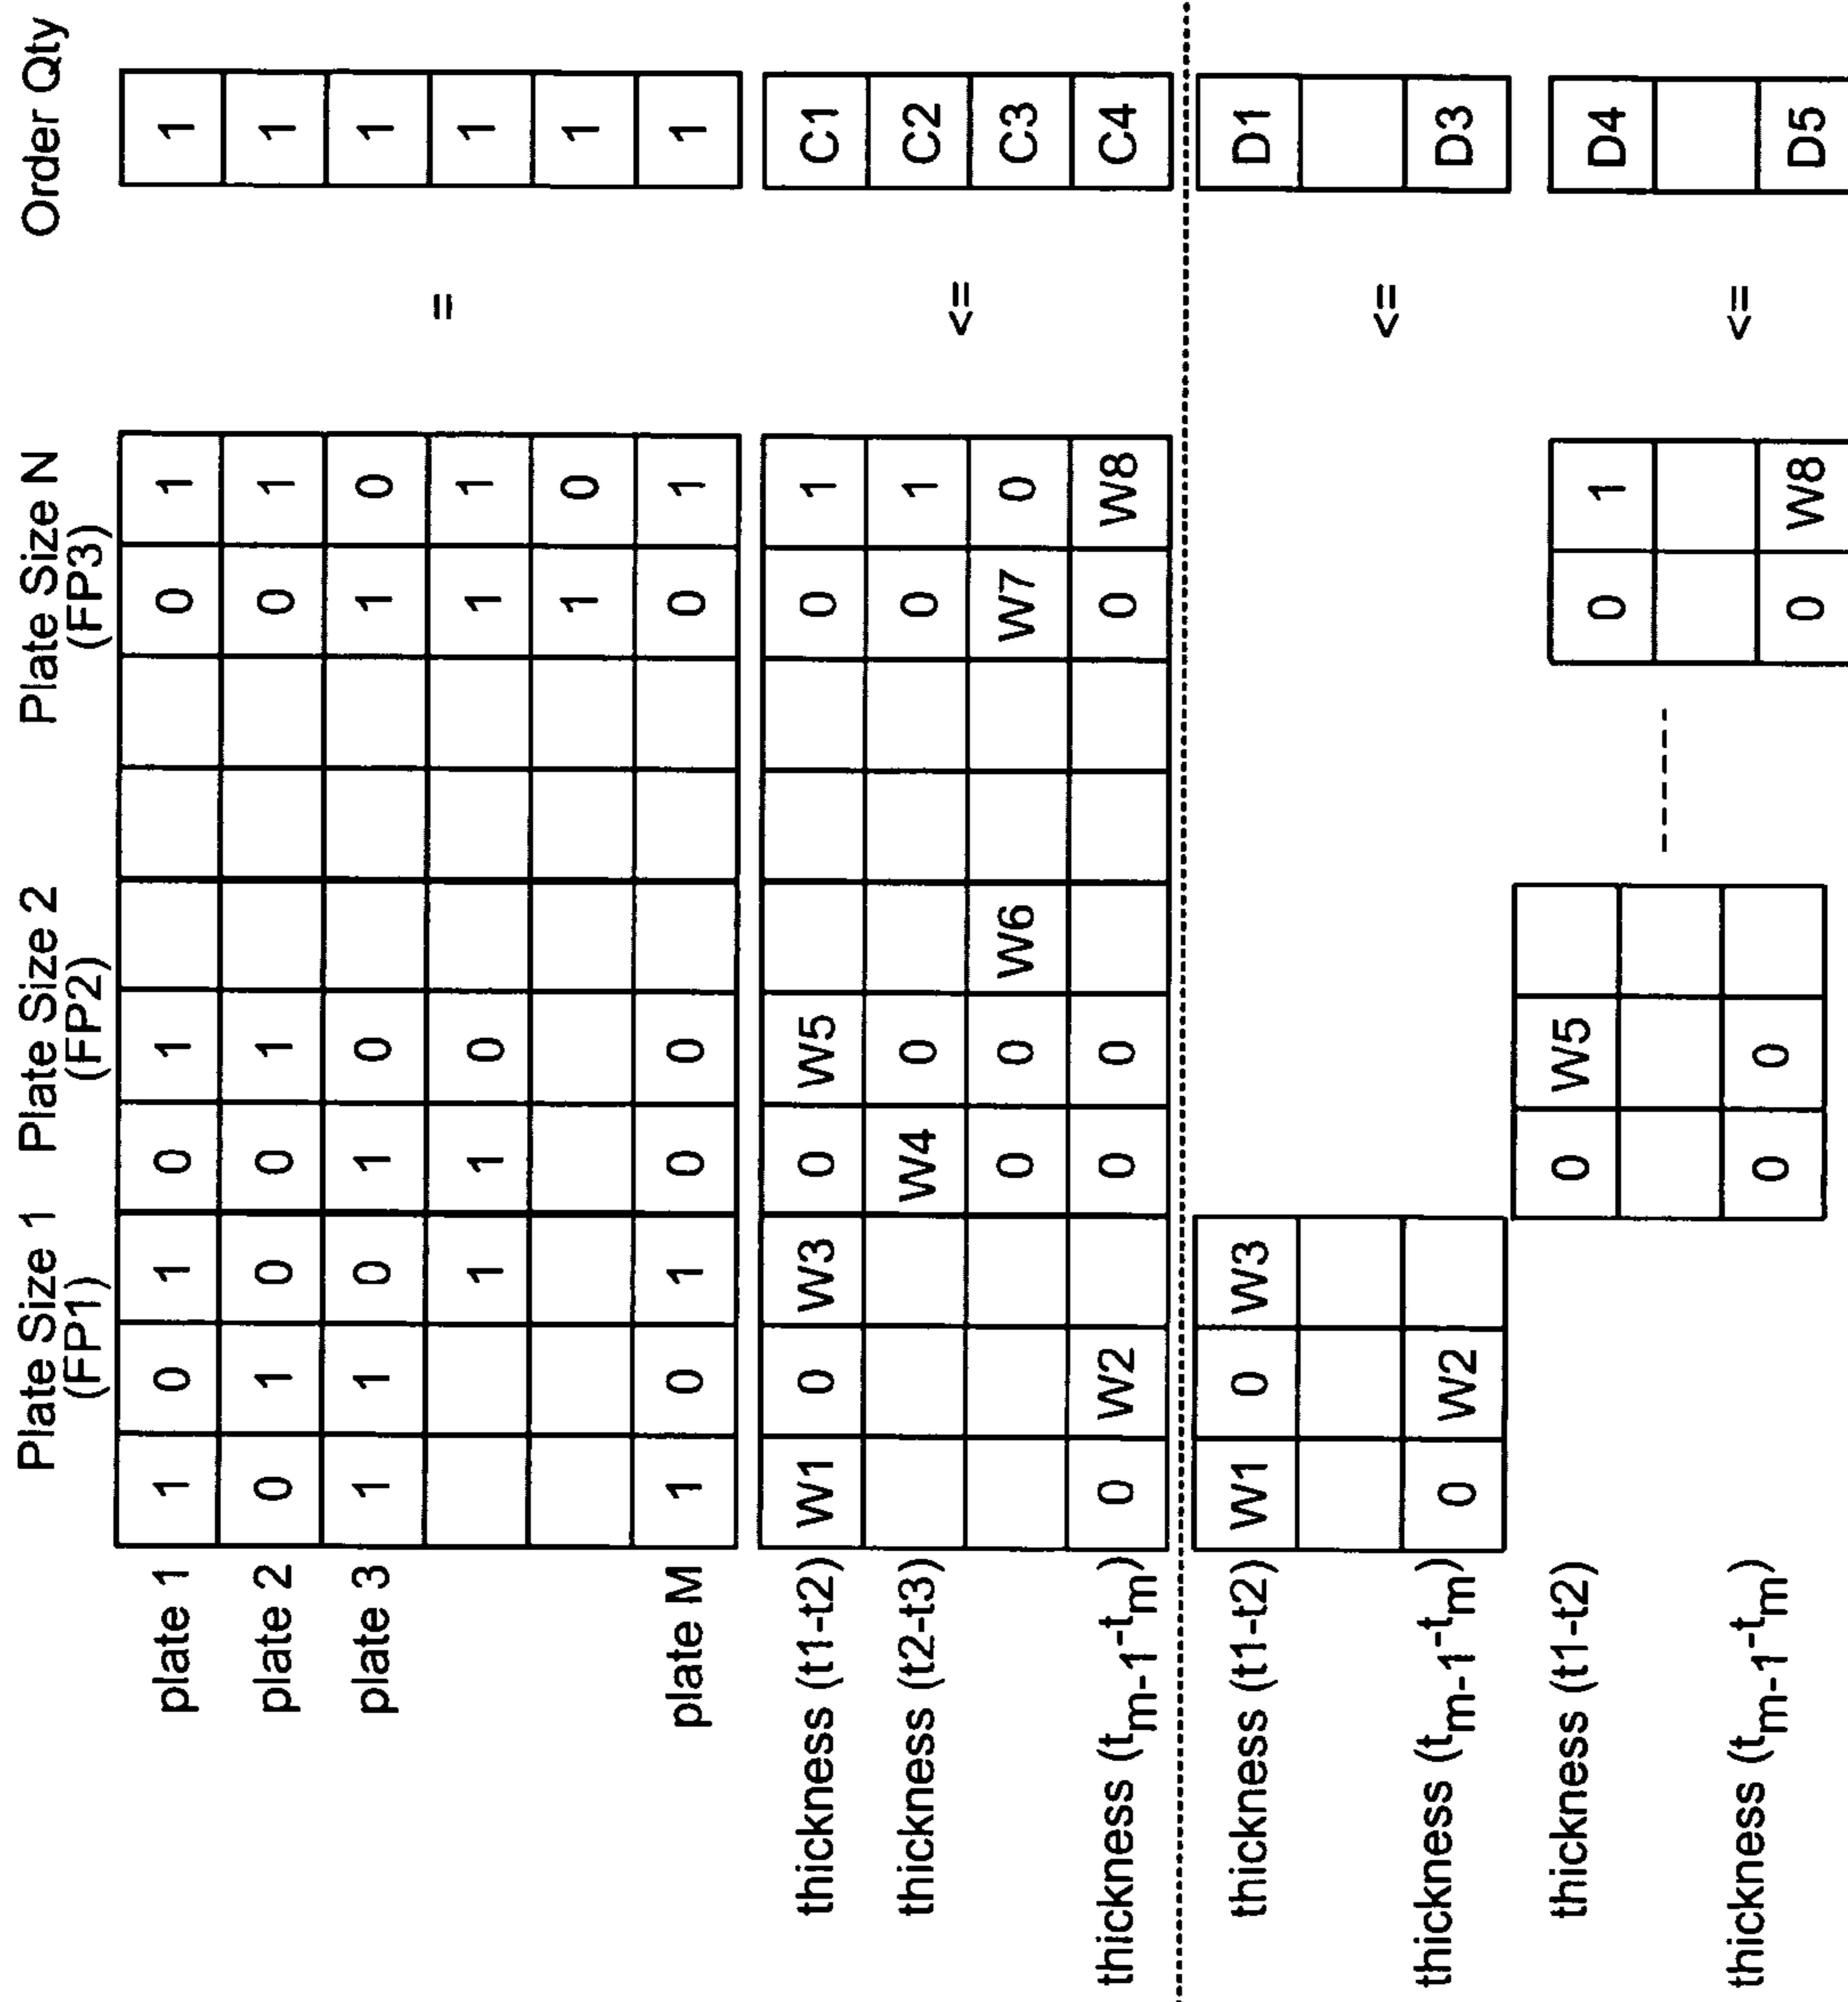 Plate Size 1 Plate Size 2 Plate Size N Order Qty
(FP1) (FP2) (FP3)
plate 1 1 0 1 0 1 0 1 1
plate 2 0 1 0 0 1 0 1 1
plate 3 1 1 0 1 0 1 0 1
1 1 0 1 1 = 1
1 0 1
plate M 1 0 1 0 0 0 1 1
thickness (t1-t2) W1 0 W3 0 W5 0 1 C1
thickness (t2-t3) W4 0 0 1 C2
<=
0 0 W6 W7 0 C3
thickness (tm-1-tm) 0 W2 0 0 0 W8 C4
thickness (t1-t2) W1 0 W3 D1
<=
thickness (tm-1-tm) 0 W2 D3
thickness (t1-t2) 0 W5 0 1 D4
<=
thickness (tm-1-tm) 0 0 0 W8 D5